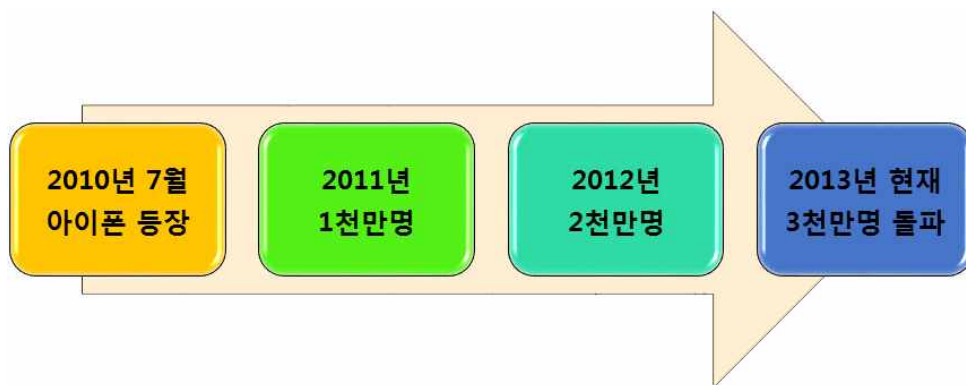 2010년 7월
아이폰 등장
2011년
1천만명
2012년
2천만명
2013년 현재
3천만명 돌파